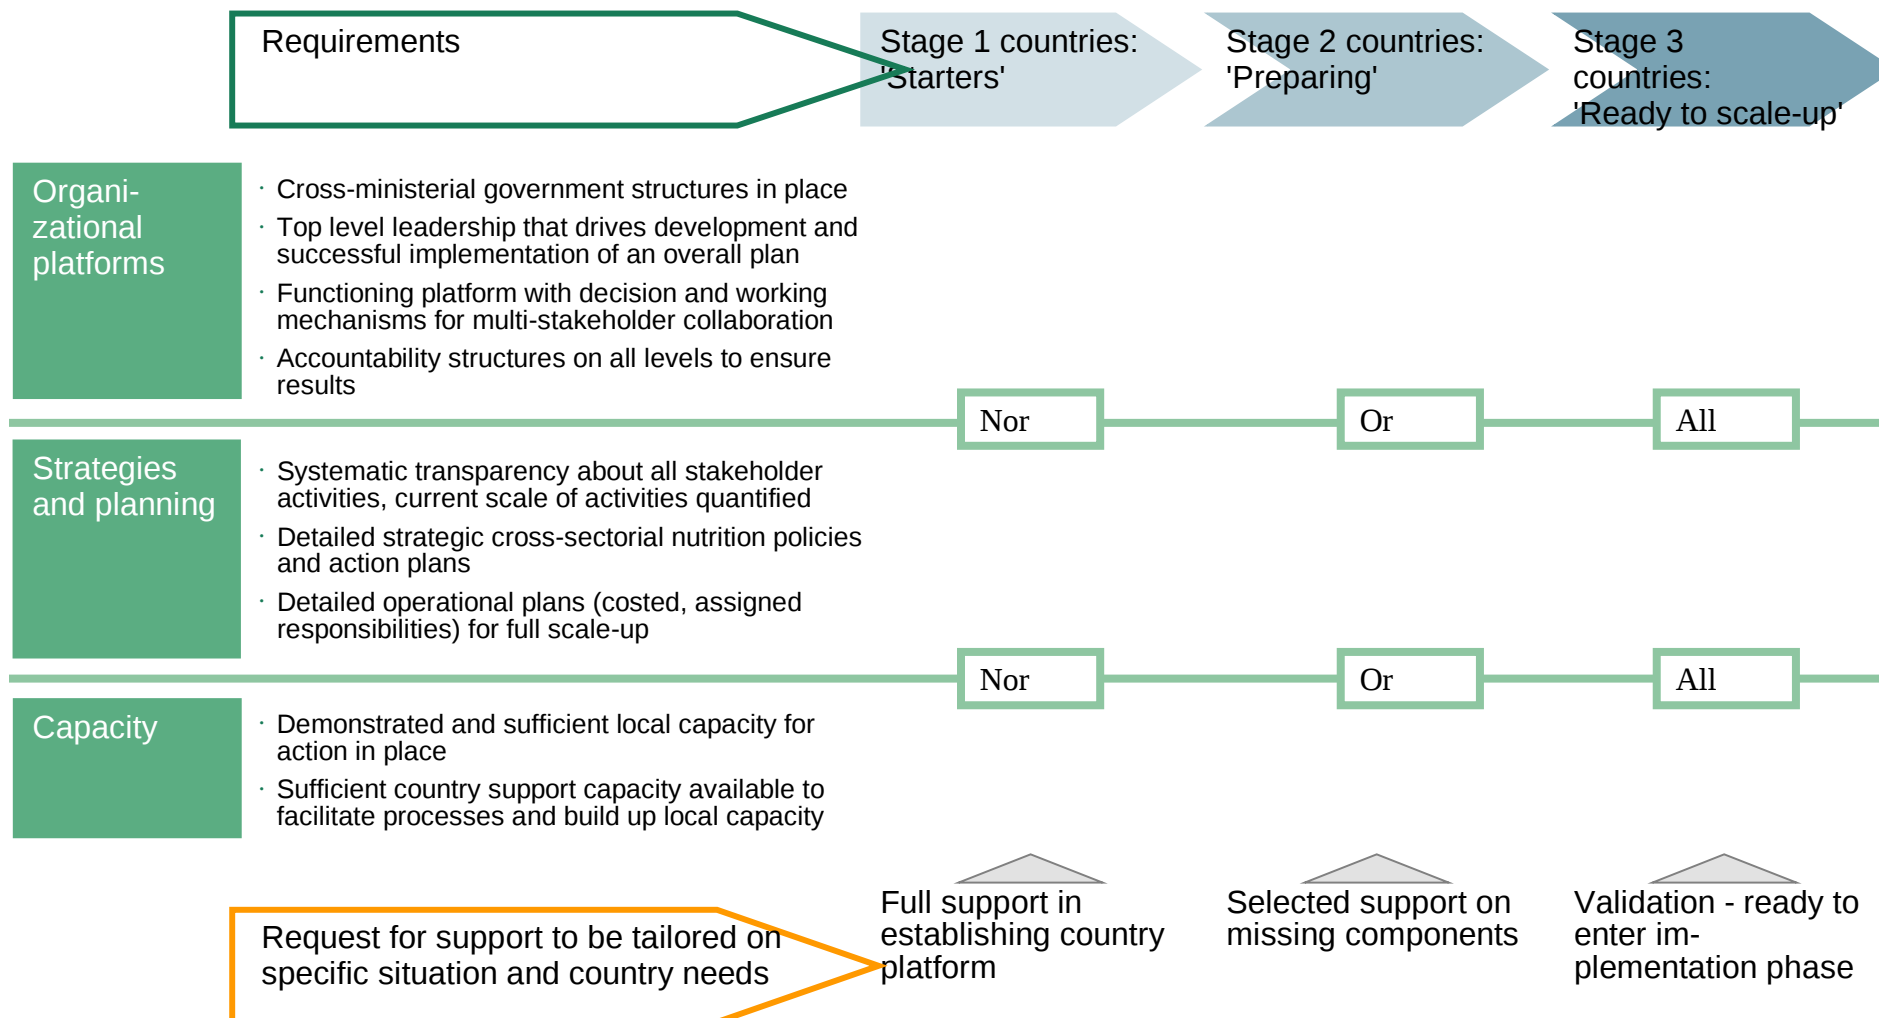 Requirements
Stage 1 countries:
'Starters'
Stage 2 countries:
'Preparing'
Stage 3
countries:
'Ready to scale-up'
Organi-
zational
platforms
· Cross-ministerial government structures in place
· Top level leadership that drives development and
successful implementation of an overall plan
· Functioning platform with decision and working
mechanisms for multi-stakeholder collaboration
· Accountability structures on all levels to ensure
results
Nor
Or
All
Strategies
and planning
· Systematic transparency about all stakeholder
activities, current scale of activities quantified
· Detailed strategic cross-sectorial nutrition policies
and action plans
· Detailed operational plans (costed, assigned
responsibilities) for full scale-up
Nor
Or
All
Capacity
· Demonstrated and sufficient local capacity for
action in place
· Sufficient country support capacity available to
facilitate processes and build up local capacity
Request for support to be tailored on
specific situation and country needs
Full support in
establishing country
platform
Selected support on
missing components
Validation - ready to
enter im-
plementation phase